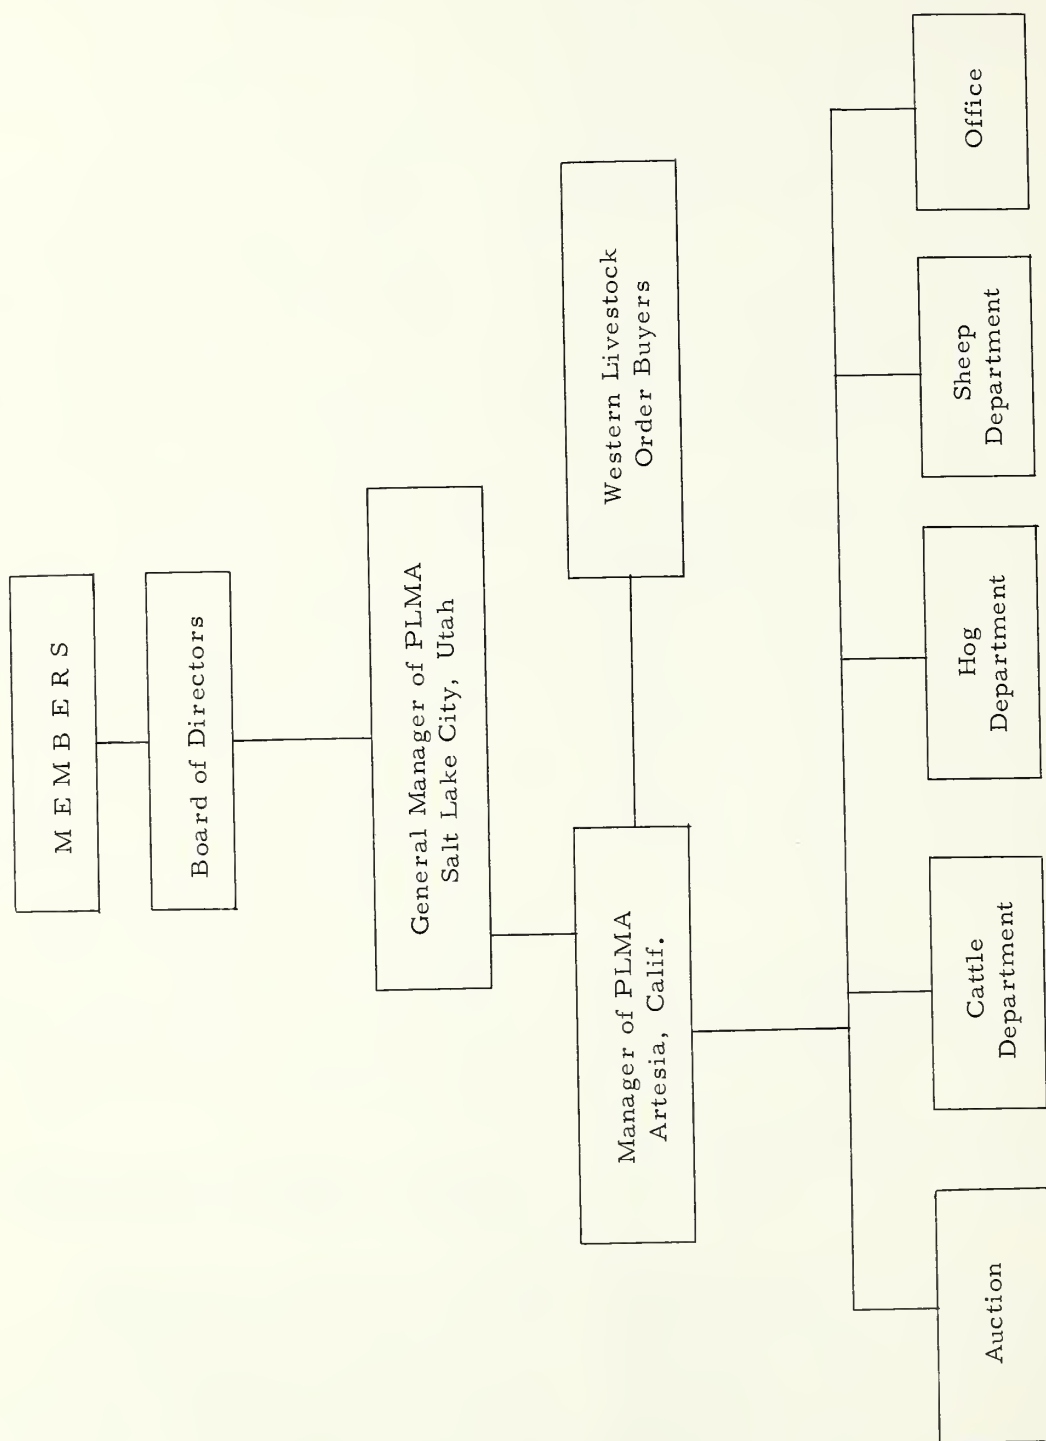 M E M B E R S
Board of Directors
General Manager of PLMA
Salt Lake City, Utah
Manager of PLMA
Artesia, Calif.
Western Livestock
Order Buyers
Auction
Cattle
Department
Hog
Department
Sheep
Department
Office